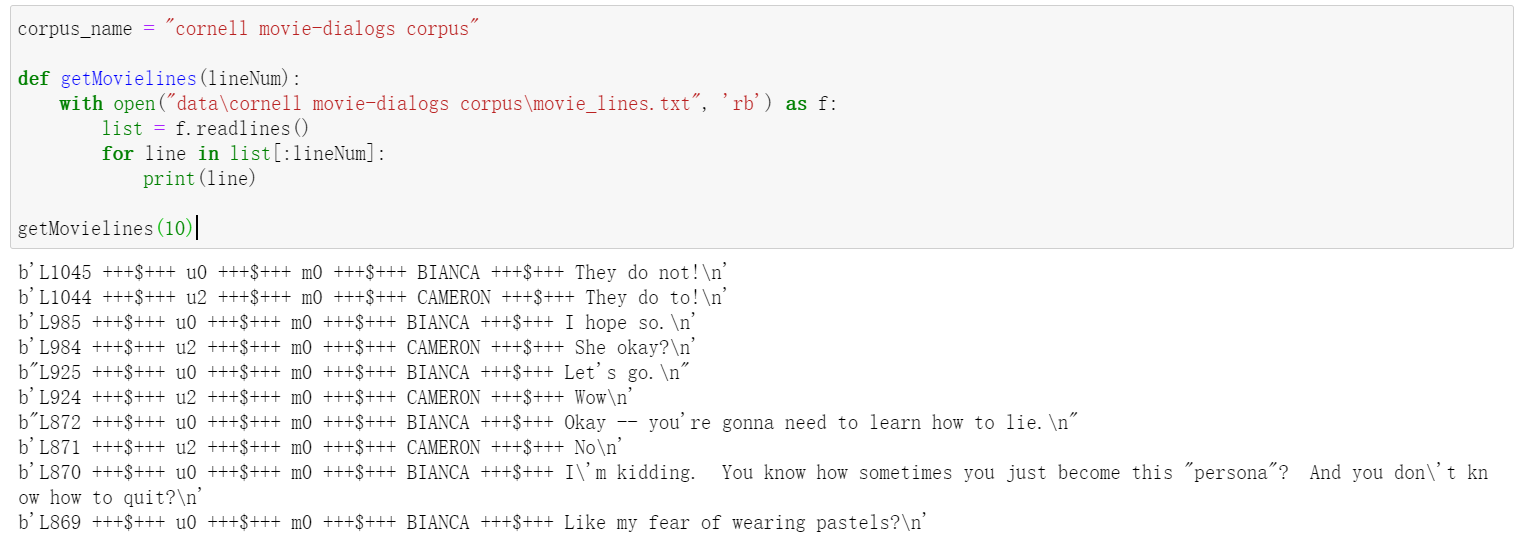 corpus_name = "cornell movie-dialogs corpus"
def getMovielines(lineNum):
    with open("data\cornell movie-dialogs corpus\movie_lines.txt", 'rb') as f:
        list = f.readlines()
        for line in list[:lineNum]:
            print(line)
getMovielines(10)
b'L1045 +++$+++ u0 +++$+++ m0 +++$+++ BIANCA +++$+++ They do not!\n'
b'L1044 +++$+++ u2 +++$+++ m0 +++$+++ CAMERON +++$+++ They do to!\n'
b'L985 +++$+++ u0 +++$+++ m0 +++$+++ BIANCA +++$+++ I hope so.\n'
b'L984 +++$+++ u2 +++$+++ m0 +++$+++ CAMERON +++$+++ She okay?\n'
b"L925 +++$+++ u0 +++$+++ m0 +++$+++ BIANCA +++$+++ Let's go.\n"
b'L924 +++$+++ u2 +++$+++ m0 +++$+++ CAMERON +++$+++ Wow\n'
b"L872 +++$+++ u0 +++$+++ m0 +++$+++ BIANCA +++$+++ Okay -- you're gonna need to learn how to lie.\n"
b'L871 +++$+++ u2 +++$+++ m0 +++$+++ CAMERON +++$+++ No\n'
b'L870 +++$+++ u0 +++$+++ m0 +++$+++ BIANCA +++$+++ I\'m kidding.  You know how sometimes you just become this "persona"?  And you don\'t kn
ow how to quit?\n'
b'L869 +++$+++ u0 +++$+++ m0 +++$+++ BIANCA +++$+++ Like my fear of wearing pastels?\n'